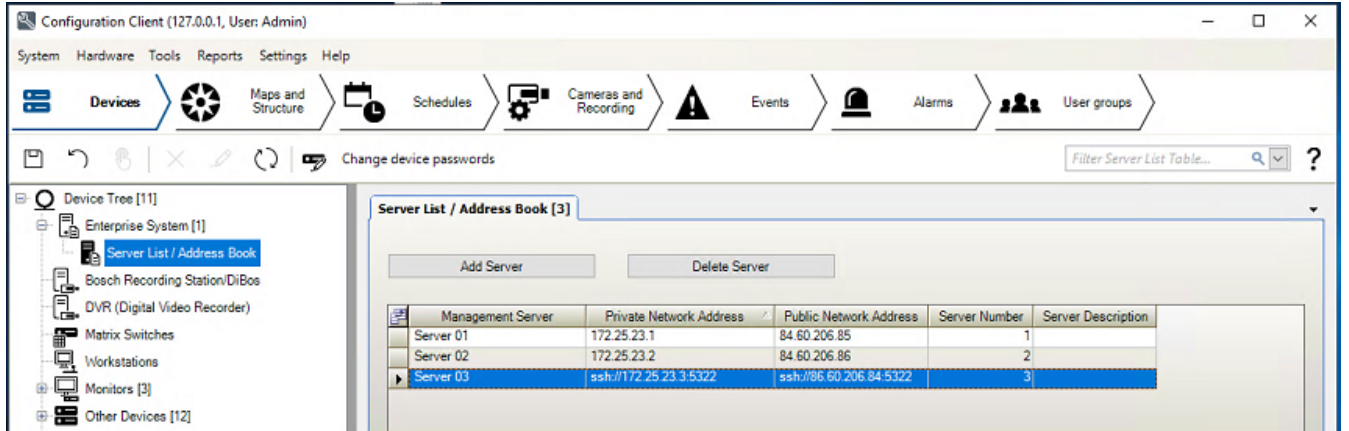 Configuration Client (127.0.0.1, User: Admin)
System Hardware Tools Reports Settings Help
Devices Maps and Structure Schedules Cameras and Recording Events Alarms User groups
Change device passwords Filter Server List Table... ?
Device Tree [11]
Enterprise System [1]
Server List / Address Book
Bosch Recording Station/DiBos
DVR (Digital Video Recorder)
Matrix Switches
Workstations
Monitors [3]
Other Devices [12]
Server List / Address Book [3]
Add Server Delete Server
Management Server Private Network Address Public Network Address Server Number Server Description
Server 01 172.25.23.1 84.60.206.85 1
Server 02 172.25.23.2 84.60.206.86 2
Server 03 ssh://172.25.23.3:5322 ssh://86.60.206.84:5322 3